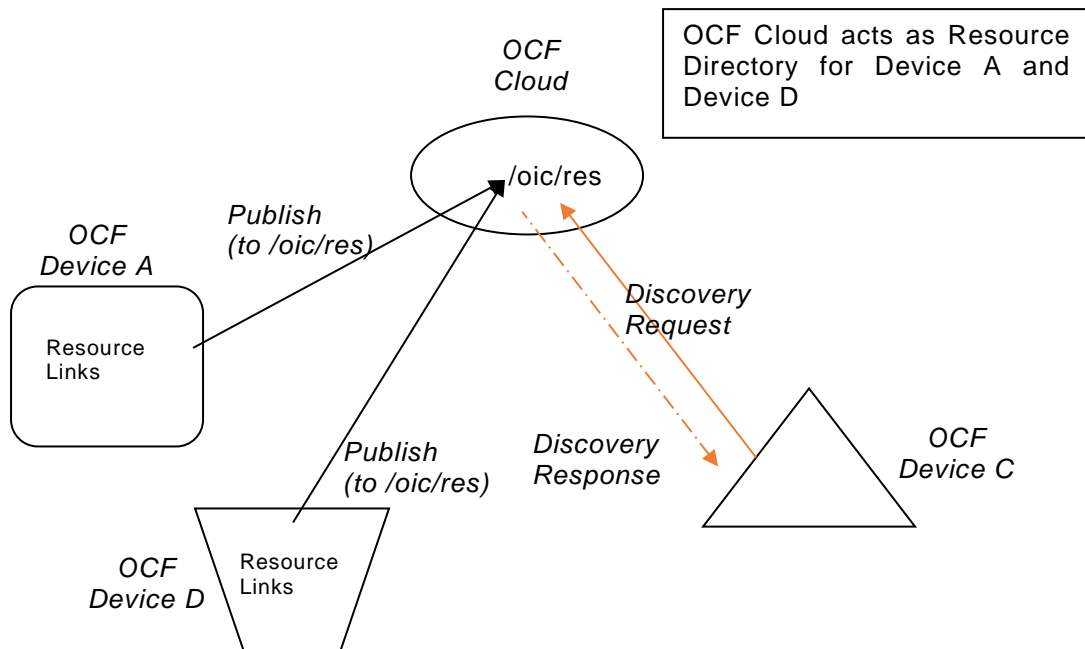 OCF
Cloud
OCF Cloud acts as Resource
Directory for Device A and
Device D
/oic/res
Publish
(to /oic/res)
OCF
Device A
Resource
Links
Discovery
Request
Publish
(to /oic/res)
Discovery
Response
OCF
Device C
OCF
Device D
Resource
Links